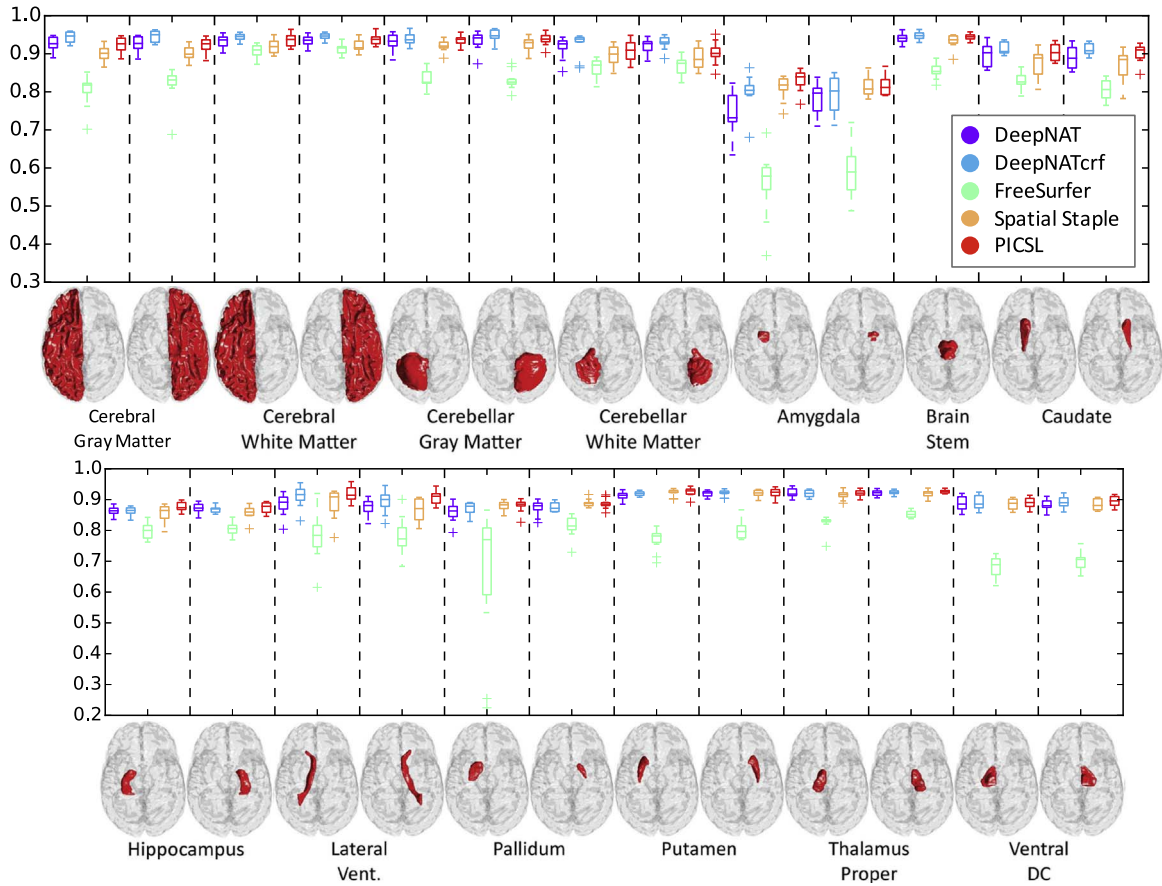 1.0
0.9
0.8
0.7
0.6
0.5
0.4
0.3
DeepNAT
DeepNATcrf
FreeSurfer
Spatial Staple
PICSL
Cerebral
Gray Matter
Cerebral
White Matter
Cerebellar
Gray Matter
Cerebellar
White Matter
Amygdala
Brain
Stem
Caudate
1.0
0.9
0.8
0.7
0.6
0.5
0.4
0.3
0.2
Hippocampus
Lateral
Vent.
Pallidum
Putamen
Thalamus
Proper
Ventral
DC